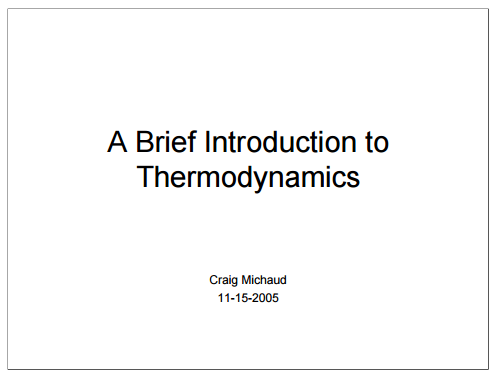 A Brief Introduction to
Thermodynamics
Craig Michaud
11-15-2005